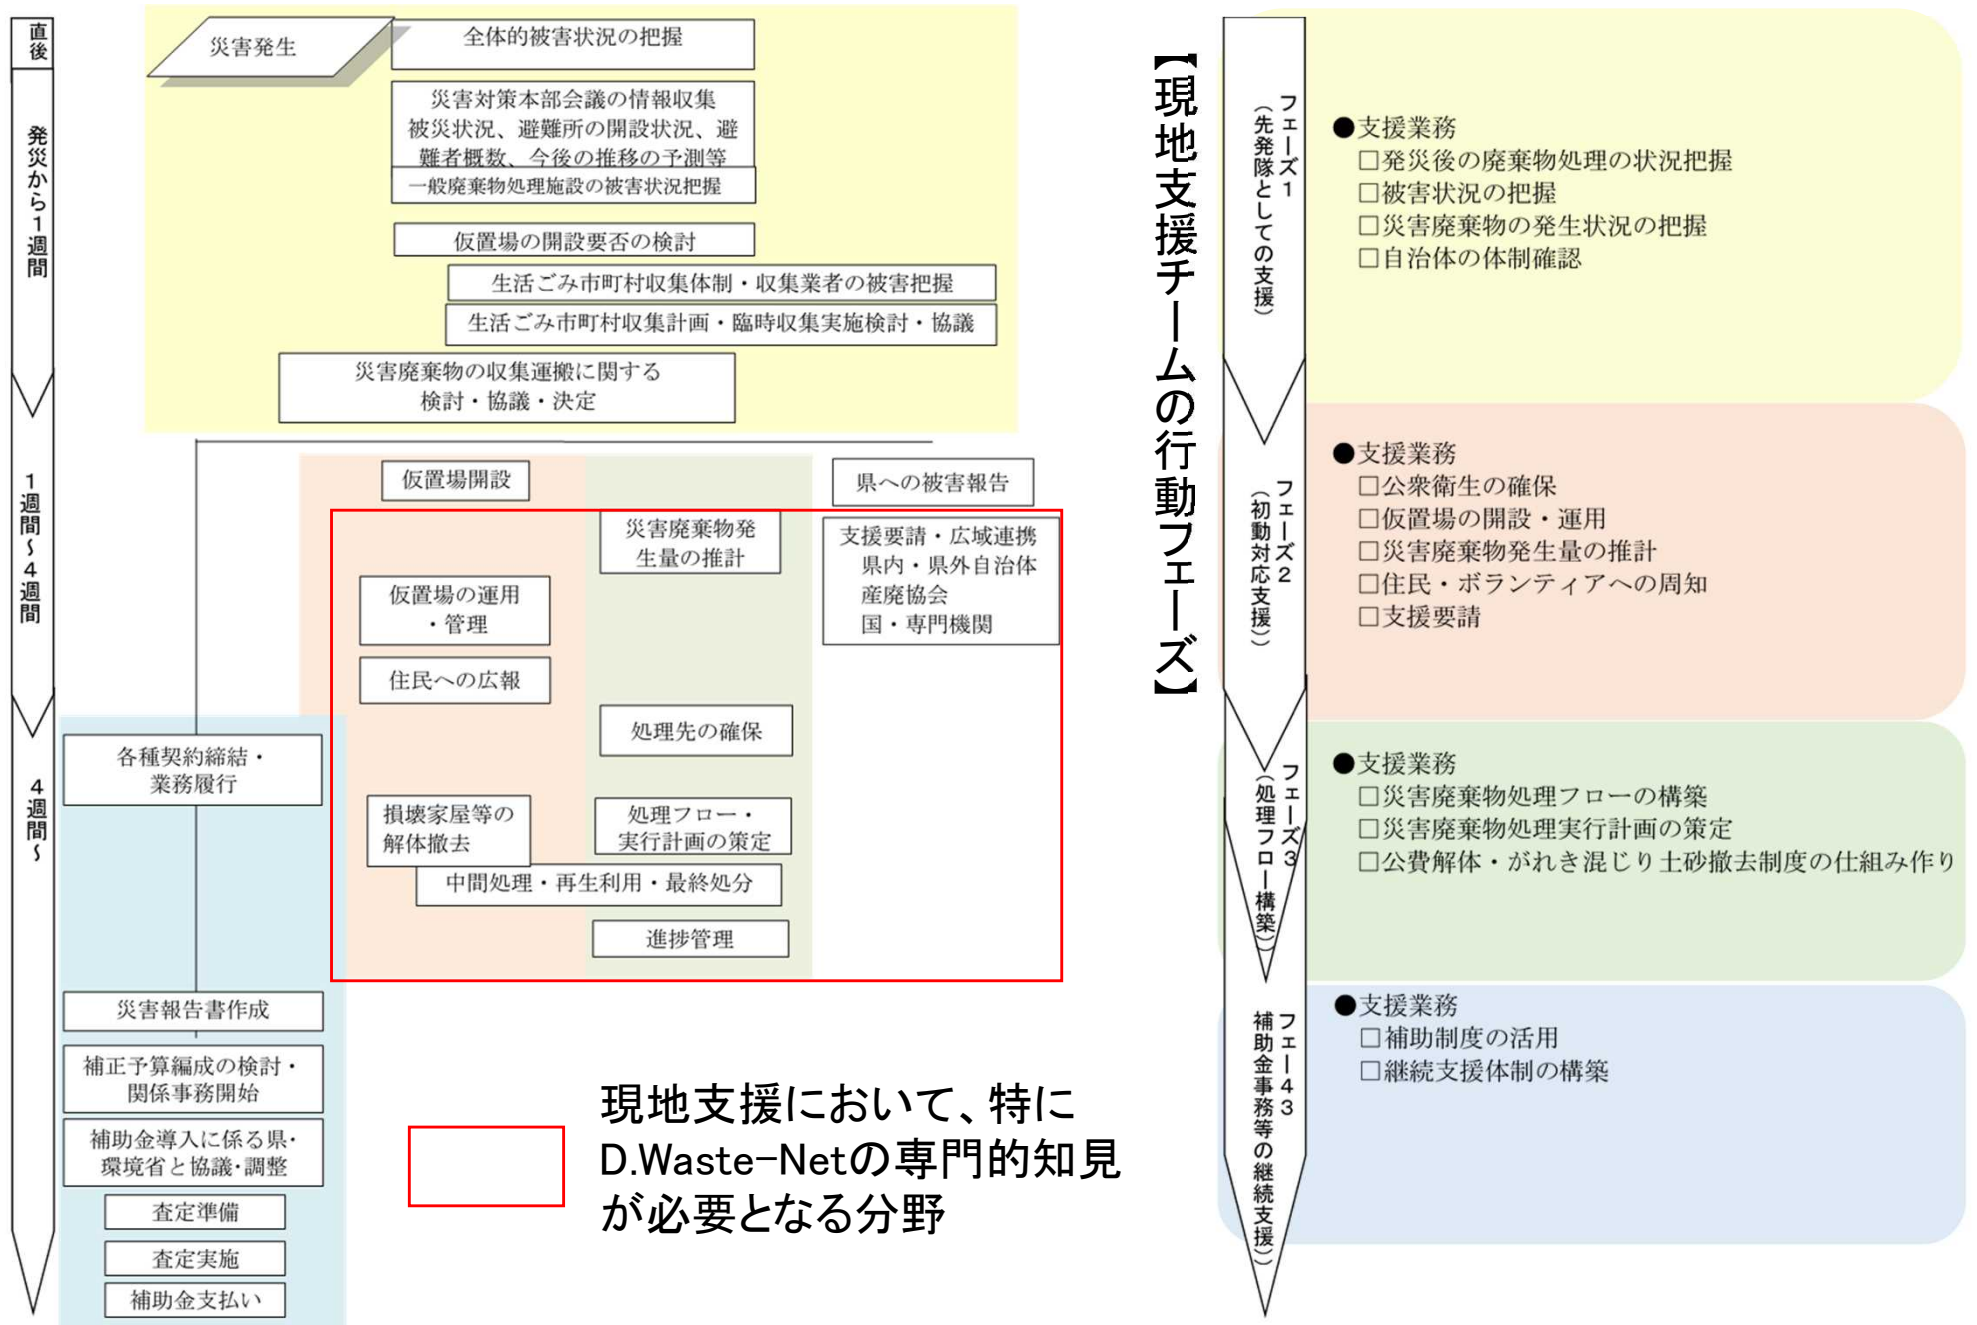 直後
発災から1週間
1週間～4週間
4週間～
災害発生
全体的被害状況の把握
災害対策本部会議の情報収集
被災状況、避難所の開設状況、避
難者概数、今後の推移の予測等
一般廃棄物処理施設の被害状況把握
仮置場の開設要否の検討
生活ごみ市町村収集体制・収集業者の被害把握
生活ごみ市町村収集計画・臨時収集実施検討・協議
災害廃棄物の収集運搬に関する
検討・協議・決定
仮置場開設
県への被害報告
災害廃棄物発
生量の推計
支援要請・広域連携
県内・県外自治体
産廃協会
国・専門機関
仮置場の運用
・管理
住民への広報
処理先の確保
各種契約締結・
業務履行
損壊家屋等の
解体撤去
処理フロー・
実行計画の策定
中間処理・再生利用・最終処分
進捗管理
災害報告書作成
補正予算編成の検討・
関係事務開始
補助金導入に係る県・
環境省と協議・調整
査定準備
査定実施
補助金支払い
現地支援において、特に
D.Waste-Netの専門的知見
が必要となる分野
【現地支援チームの行動フェーズ】
フェーズ1
（先発隊としての支援）
●支援業務
□発災後の廃棄物処理の状況把握
□被害状況の把握
□災害廃棄物の発生状況の把握
□自治体の体制確認
フェーズ2
（初動対応支援））
●支援業務
□公衆衛生の確保
□仮置場の開設・運用
□災害廃棄物発生量の推計
□住民・ボランティアへの周知
□支援要請
フェーズ3
（処理フロー構築））
●支援業務
□災害廃棄物処理フローの構築
□災害廃棄物処理実行計画の策定
□公費解体・がれき混じり土砂撤去制度の仕組み作り
フェー43
補助金事務等の継続支援））
●支援業務
□補助制度の活用
□継続支援体制の構築